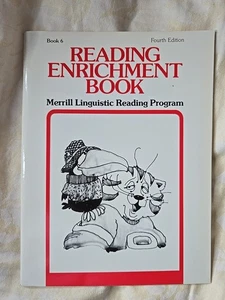 Book 6 Fourth Edition
READING
ENRICHMENT
BOOK
Merrill Linguistic Reading Program